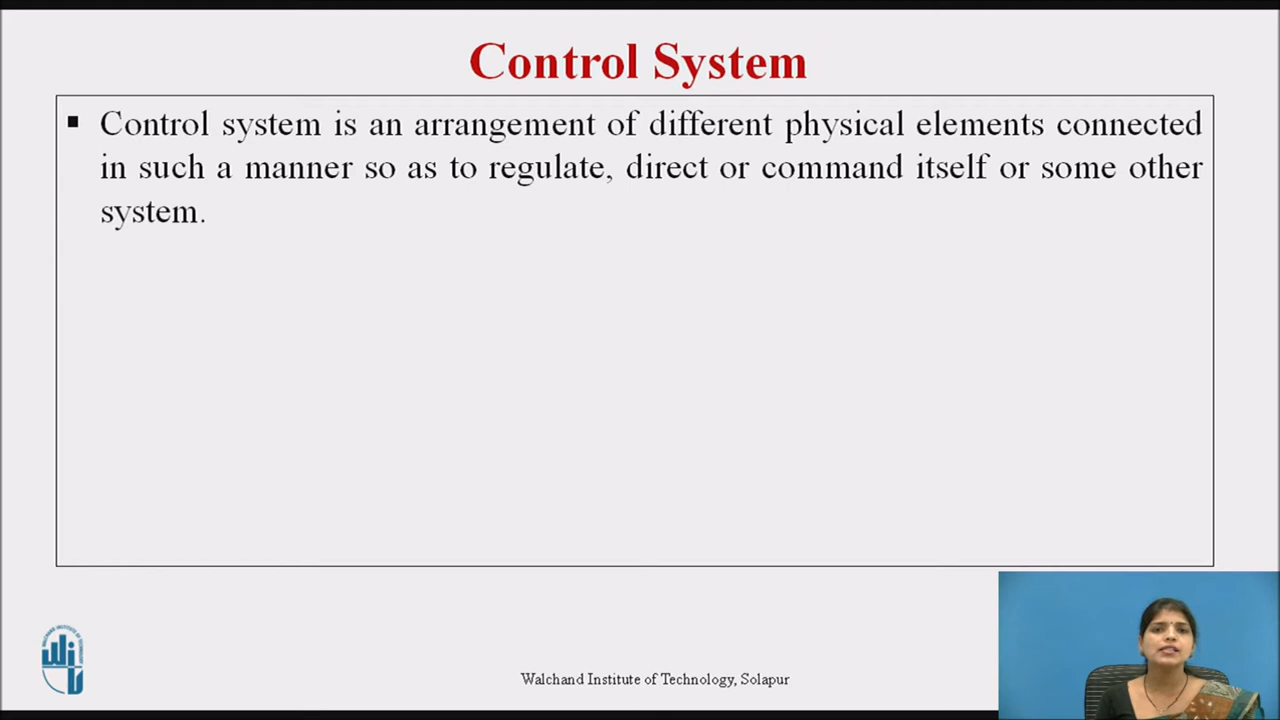 Control System
▪ Control system is an arrangement of different physical elements connected
in such a manner so as to regulate, direct or command itself or some other
system.
Walchand Institute of Technology, Solapur